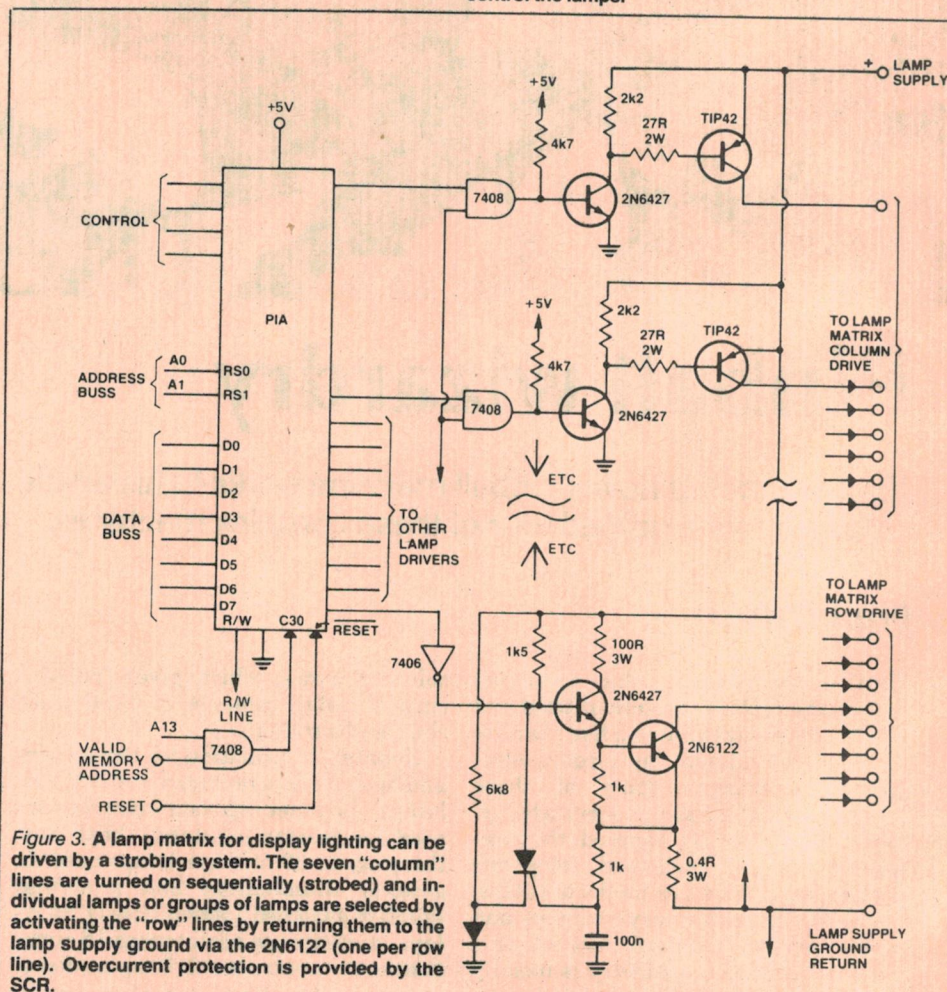 control the lamps.
LAMP
SUPPLY
+
+5V
+5V
2k2
TIP42
27R
2W
4k7
7408
2N6427
CONTROL
PIA
+5V
2k2
TIP42
27R
2W
4k7
7408
2N6427
TO LAMP
MATRIX
COLUMN
DRIVE
ADDRESS
BUSS
A0
A1
RS0
RS1
DATA
BUSS
D0
D1
D2
D3
D4
D5
D6
D7
TO
OTHER
LAMP
DRIVERS
ETC
ETC
R/W
C30
RESET
7406
R/W
LINE
A13
VALID
MEMORY
ADDRESS
7408
RESET
TO LAMP
MATRIX
ROW DRIVE
1k5
100R
3W
2N6427
2N6122
6k8
1k
1k
0.4R
3W
100n
LAMP SUPPLY
GROUND
RETURN
Figure 3. A lamp matrix for display lighting can be
driven by a strobing system. The seven "column"
lines are turned on sequentially (strobed) and in-
dividual lamps or groups of lamps are selected by
activating the "row" lines by returning them to the
lamp supply ground via the 2N6122 (one per row
line). Overcurrent protection is provided by the
SCR.